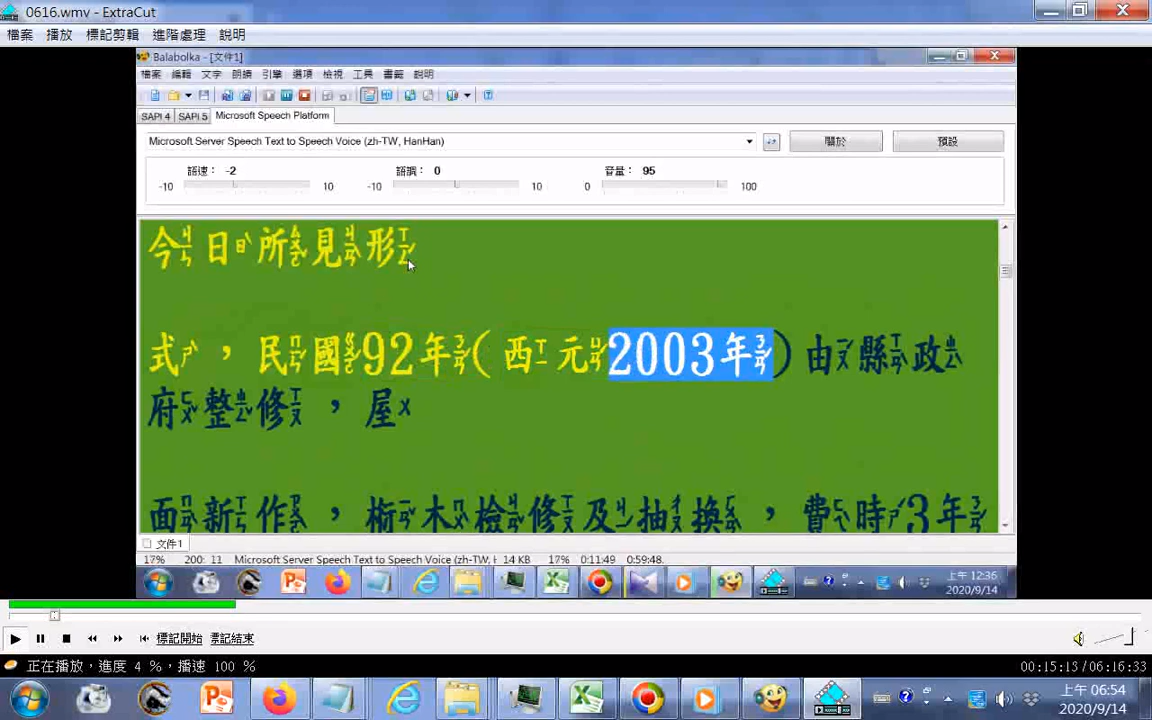 0616.wmv - ExtraCut
檔案 播放 標記剪輯 進階處理 說明
Balabolka - [文件1]
檔案 編輯 文字 朗讀 引擎 選項 檢視 工具 書籤 說明
SAPI 4 SAPI 5 Microsoft Speech Platform
Microsoft Server Speech Text to Speech Voice (zh-TW, HanHan) 關於 預設
語速： -2 語調： 0 音量： 95
-10 10 -10 10 0 100
今日所見形
式，民國92年(西元2003年)由縣政
府整修，屋
面新作，桁木檢修及抽換，費時3年
文件1
17% 200: 11 Microsoft Server Speech Text to Speech Voice (zh-TW, H 14 KB 17% 0:11:49 0:59:48.
上午 12:36
2020/9/14
標記開始 標記結束
正在播放，進度 4 %，播速 100 % 00:15:13 / 06:16:33
上午 06:54
2020/9/14